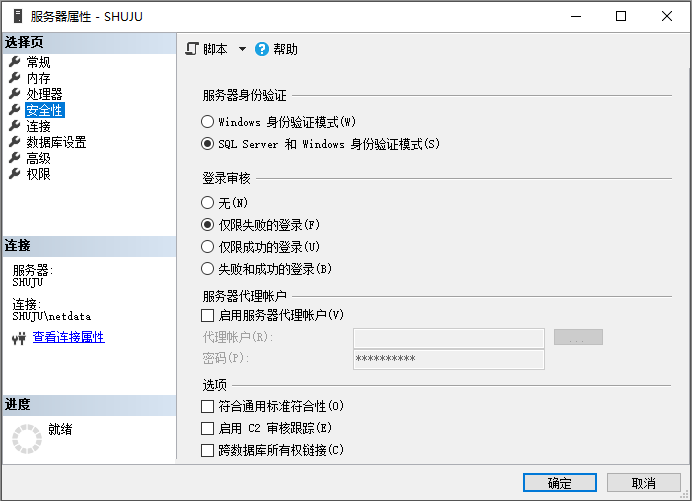 服务器属性 - SHUJU
选择页
常规
内存
处理器
安全性
连接
数据库设置
高级
权限
连接
服务器:
SHUJU
连接:
SHUJU\netdata
查看连接属性
进度
就绪
脚本
帮助
服务器身份验证
Windows 身份验证模式(W)
SQL Server 和 Windows 身份验证模式(S)
登录审核
无(N)
仅限失败的登录(F)
仅限成功的登录(U)
失败和成功的登录(B)
服务器代理帐户
启用服务器代理帐户(V)
代理帐户(R):
...
密码(P):
**********
选项
符合通用标准符合性(O)
启用 C2 审核跟踪(E)
跨数据库所有权链接(C)
确定
取消